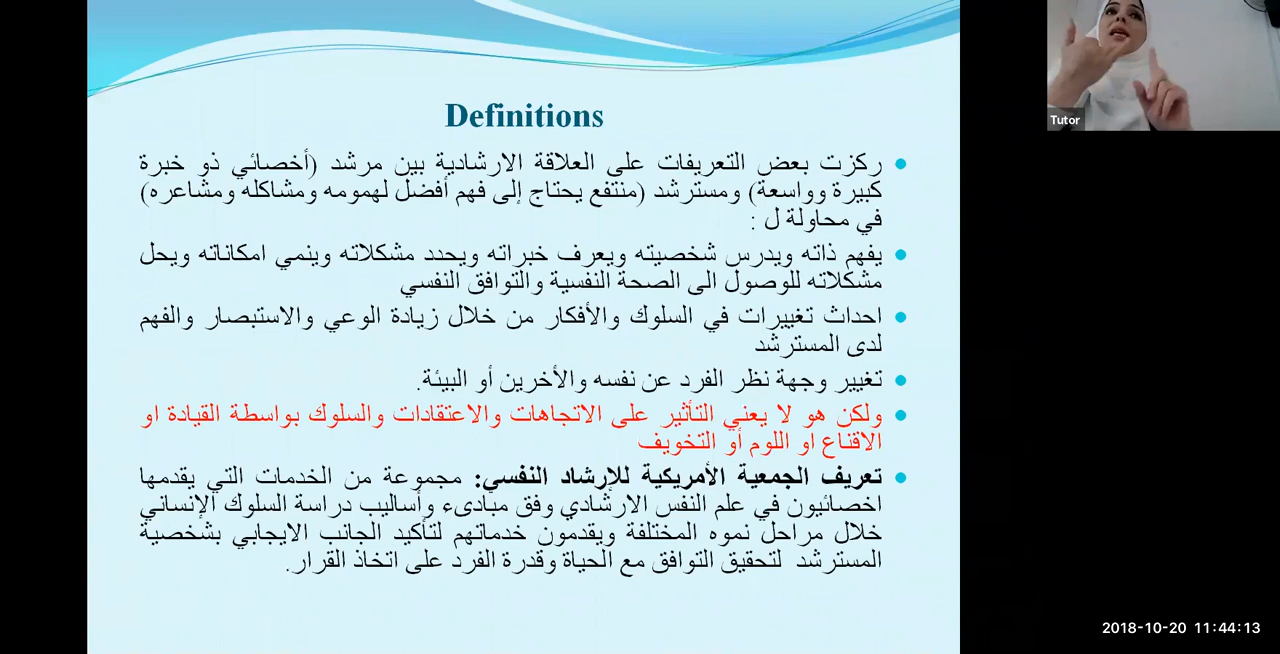 Definitions
ركزت بعض التعريفات على العلاقة الارشادية بين مرشد (أخصائي ذو خبرة
كبيرة وواسعة) ومسترشد (منتفع يحتاج إلى فهم أفضل لهمومه ومشاكله ومشاعره)
في محاولة ل :
يفهم ذاته ويدرس شخصيته ويعرف خبراته ويحدد مشكلاته وينمي امكاناته ويحل
مشكلاته للوصول الى الصحة النفسية والتوافق النفسي
احداث تغييرات في السلوك والأفكار من خلال زيادة الوعي والاستبصار والفهم
لدى المسترشد
تغيير وجهة نظر الفرد عن نفسه والأخرين أو البيئة.
ولكن هو لا يعني التأثير على الاتجاهات والاعتقادات والسلوك بواسطة القيادة او
الاقناع او اللوم أو التخويف
تعريف الجمعية الأمريكية للإرشاد النفسي: مجموعة من الخدمات التي يقدمها
اخصائيون في علم النفس الارشادي وفق مبادىء وأساليب دراسة السلوك الإنساني
خلال مراحل نموه المختلفة ويقدمون خدماتهم لتأكيد الجانب الايجابي بشخصية
المسترشد لتحقيق التوافق مع الحياة وقدرة الفرد على اتخاذ القرار.
Tutor
2018-10-20 11:44:13